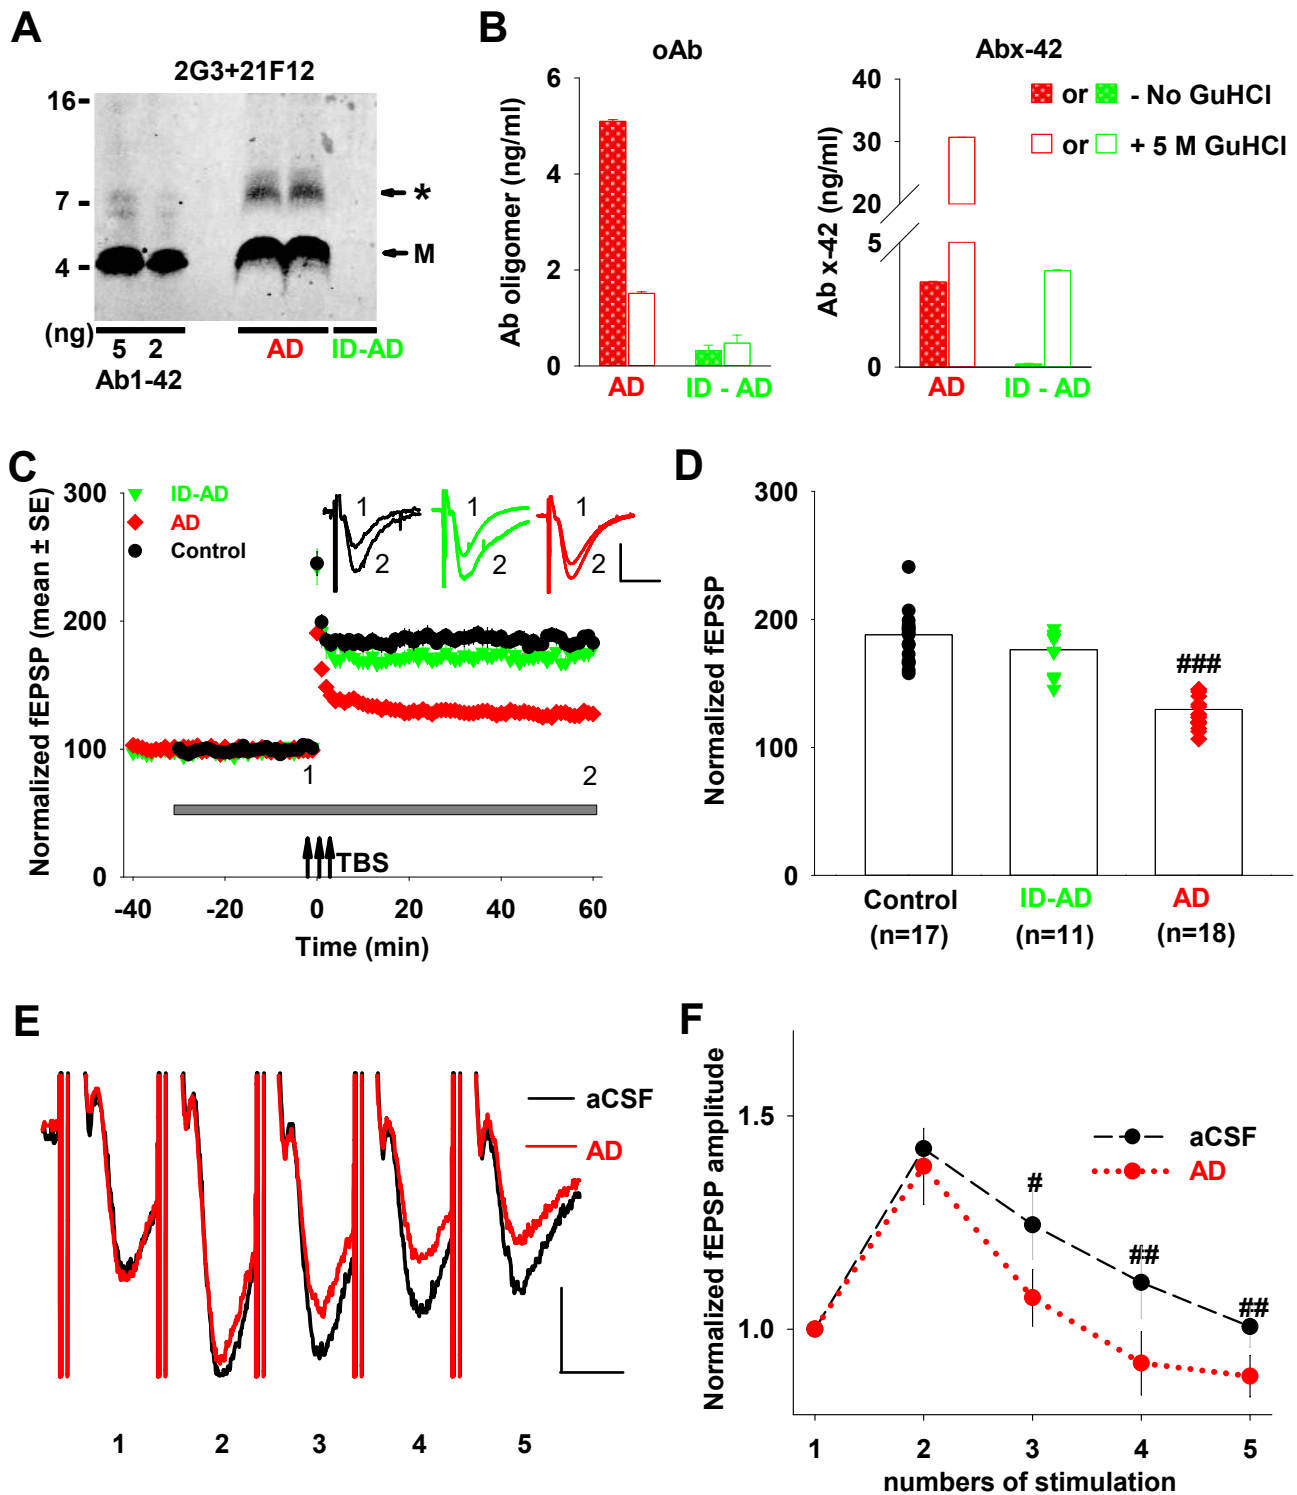 A
2G3+21F12
16
7
4
*
M
(ng)
5 2
AD
ID-AD
Ab1-42
B
oAb
Ab oligomer (ng/ml)
6
4
2
0
AD
ID - AD
Abx-42
Ab x-42 (ng/ml)
40
30
20
5
0
AD
ID - AD
or - No GuHCl
or + 5 M GuHCl
C
Normalized fEPSP (mean ± SE)
300
200
100
0
ID-AD
AD
Control
1
2
1
2
1
2
1
2
TBS
-40 -20 0 20 40 60
Time (min)
D
Normalized fEPSP
300
200
100
0
###
Control
(n=17)
ID-AD
(n=11)
AD
(n=18)
E
aCSF
AD
1 2 3 4 5
F
Normalized fEPSP amplitude
1.5
1.0
aCSF
AD
#
##
##
1 2 3 4 5
numbers of stimulation